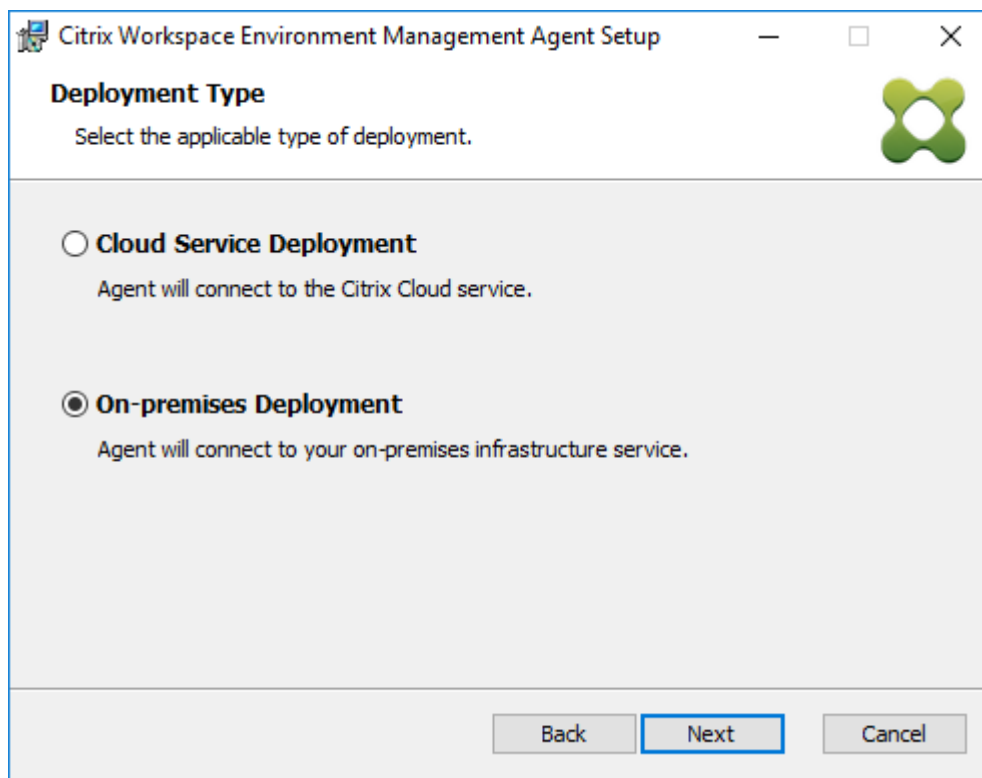 Citrix Workspace Environment Management Agent Setup
Deployment Type
Select the applicable type of deployment.
Cloud Service Deployment
Agent will connect to the Citrix Cloud service.
On-premises Deployment
Agent will connect to your on-premises infrastructure service.
Back Next Cancel